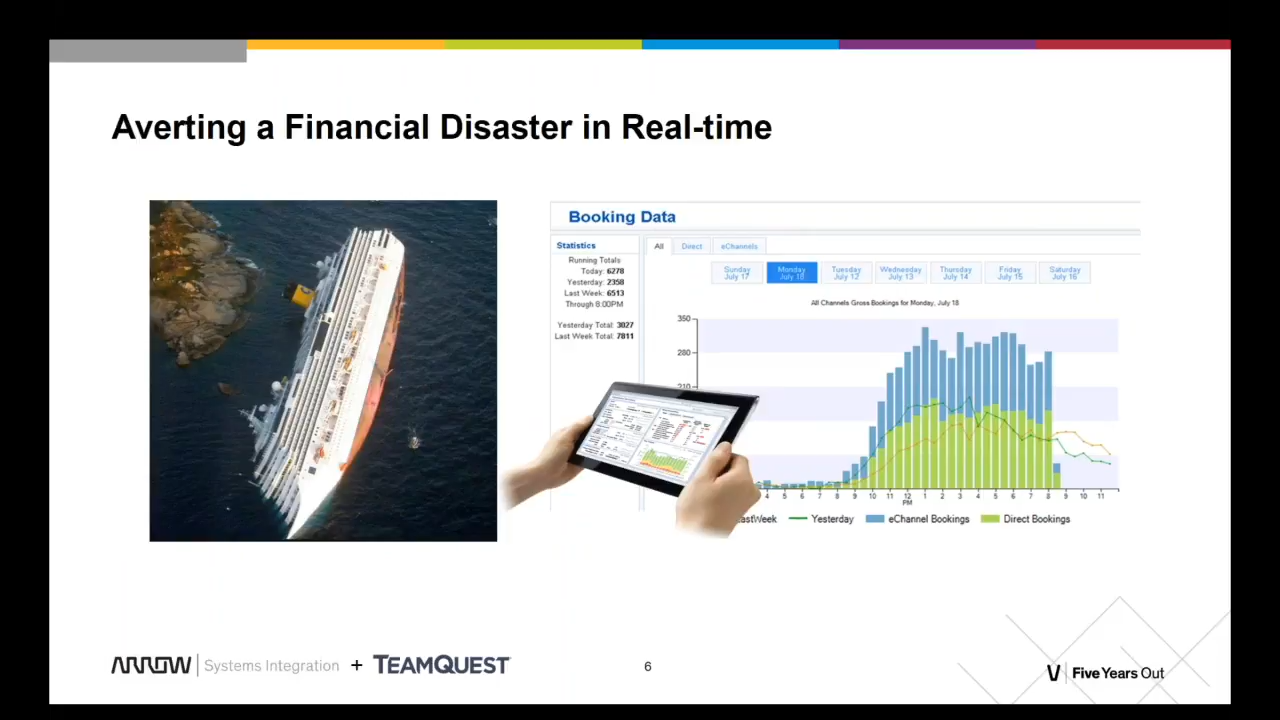 Averting a Financial Disaster in Real-time
Booking Data
Statistics
Running Totals
Today: 6278
Yesterday: 2358
Last Week: 6513
Through 8:00PM
Yesterday Total: 3027
Last Week Total: 7811
All Direct eChannels
Sunday Monday Tuesday Wednesday Thursday Friday Saturday
July 17 July 18 July 12 July 13 July 14 July 15 July 16
All Channels Gross Bookings for Monday, July 18
350
280
210
4 5 6 7 8 9 10 11 12 1 2 3 4 5 6 7 8 9 10 11
PM
astWeek Yesterday eChannel Bookings Direct Bookings
ARROW Systems Integration + TEAMQUEST
6
Five Years Out